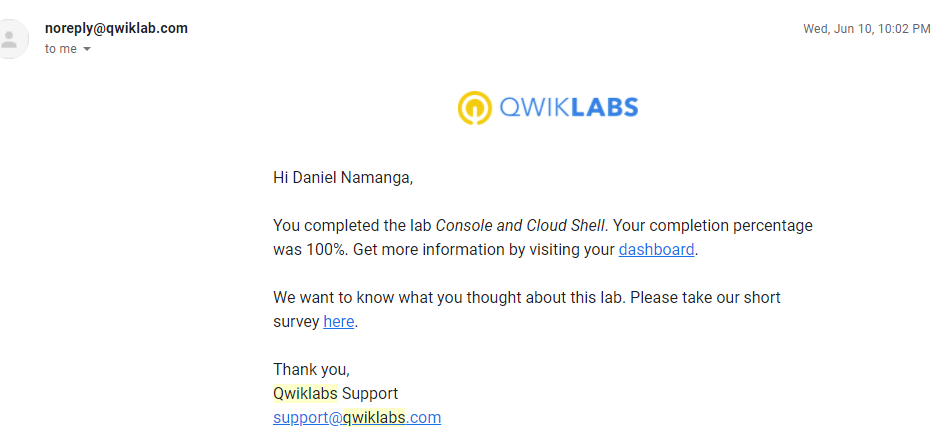 noreply@qwiklab.com
Wed, Jun 10, 10:02 PM
to me
QWIKLABS
Hi Daniel Namanga,
You completed the lab Console and Cloud Shell. Your completion percentage
was 100%. Get more information by visiting your dashboard.
We want to know what you thought about this lab. Please take our short
survey here.
Thank you,
Qwiklabs Support
support@qwiklabs.com